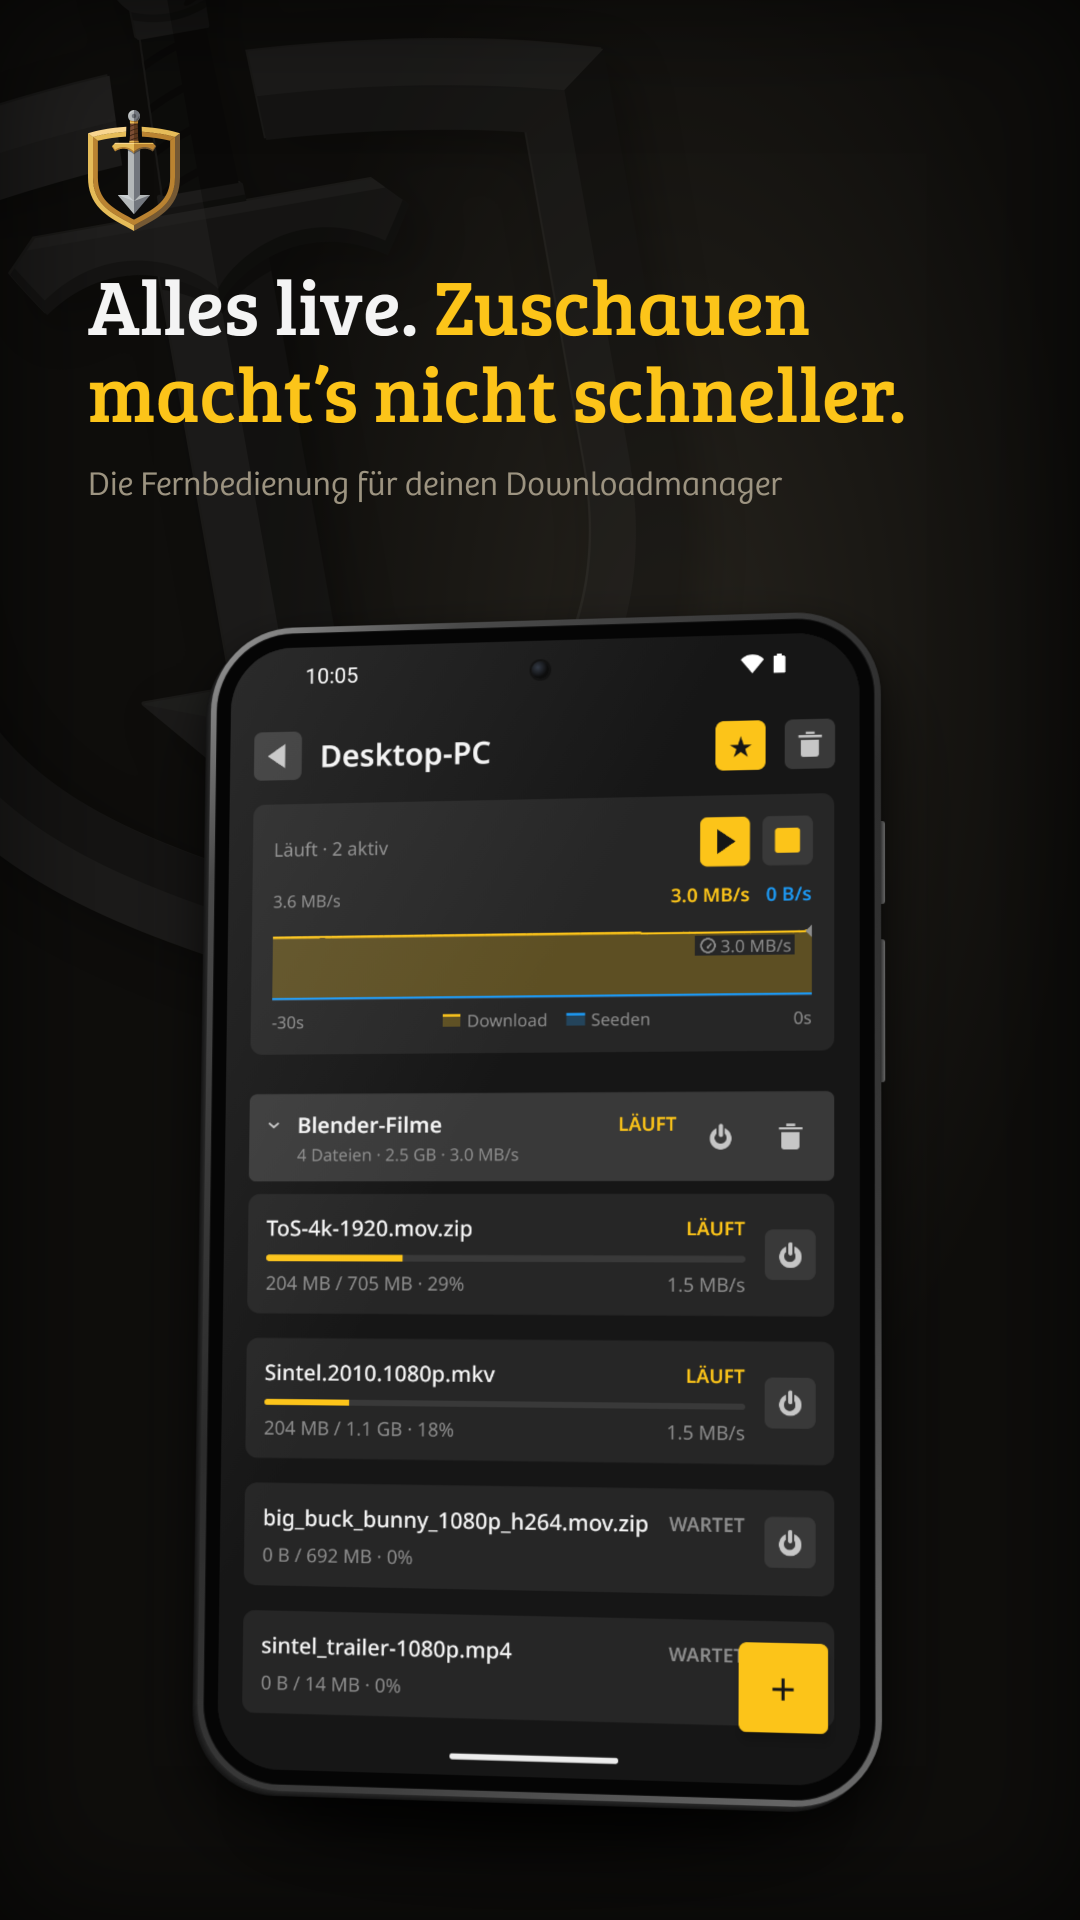 Alles live. Zuschauen
macht’s nicht schneller.
Die Fernbedienung für deinen Downloadmanager
10:05
Desktop-PC
Läuft · 2 aktiv
3.6 MB/s
3.0 MB/s 0 B/s
3.0 MB/s
-30s Download Seeden 0s
Blender-Filme LÄUFT
4 Dateien · 2.5 GB · 3.0 MB/s
ToS-4k-1920.mov.zip LÄUFT
204 MB / 705 MB · 29% 1.5 MB/s
Sintel.2010.1080p.mkv LÄUFT
204 MB / 1.1 GB · 18% 1.5 MB/s
big_buck_bunny_1080p_h264.mov.zip WARTET
0 B / 692 MB · 0%
sintel_trailer-1080p.mp4 WARTET
0 B / 14 MB · 0%